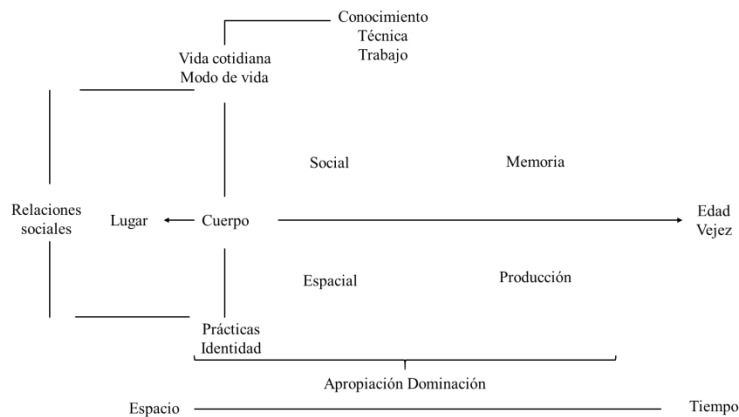 Conocimiento
Técnica
Trabajo
Vida cotidiana
Modo de vida
Social
Memoria
Relaciones
sociales
Lugar
Cuerpo
Edad
Vejez
Espacial
Producción
Prácticas
Identidad
Apropiación Dominación
Espacio
Tiempo